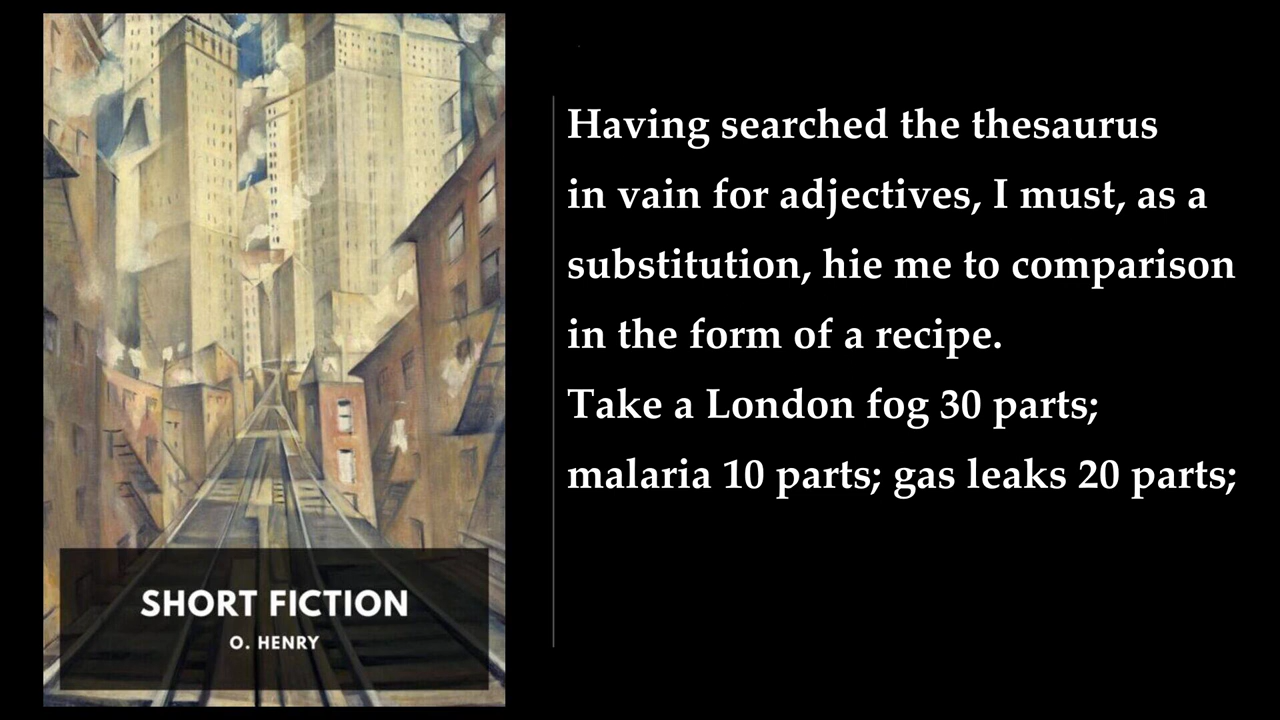 SHORT FICTION
O. HENRY
Having searched the thesaurus
in vain for adjectives, I must, as a
substitution, hie me to comparison
in the form of a recipe.
Take a London fog 30 parts;
malaria 10 parts; gas leaks 20 parts;